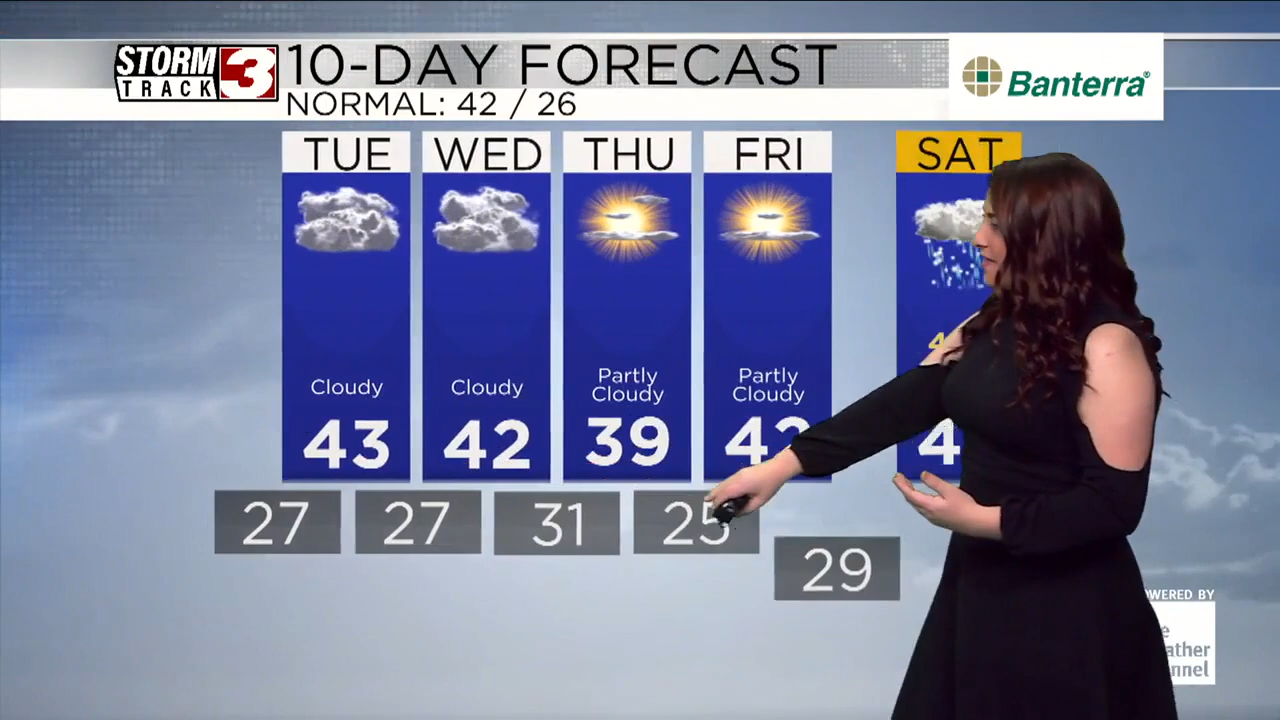 STORM
TRACK 3
10-DAY FORECAST
NORMAL: 42 / 26
Banterra®
TUE
WED
THU
FRI
SAT
Cloudy
Cloudy
Partly
Cloudy
Partly
Cloudy
43
42
39
27
27
31
25
29